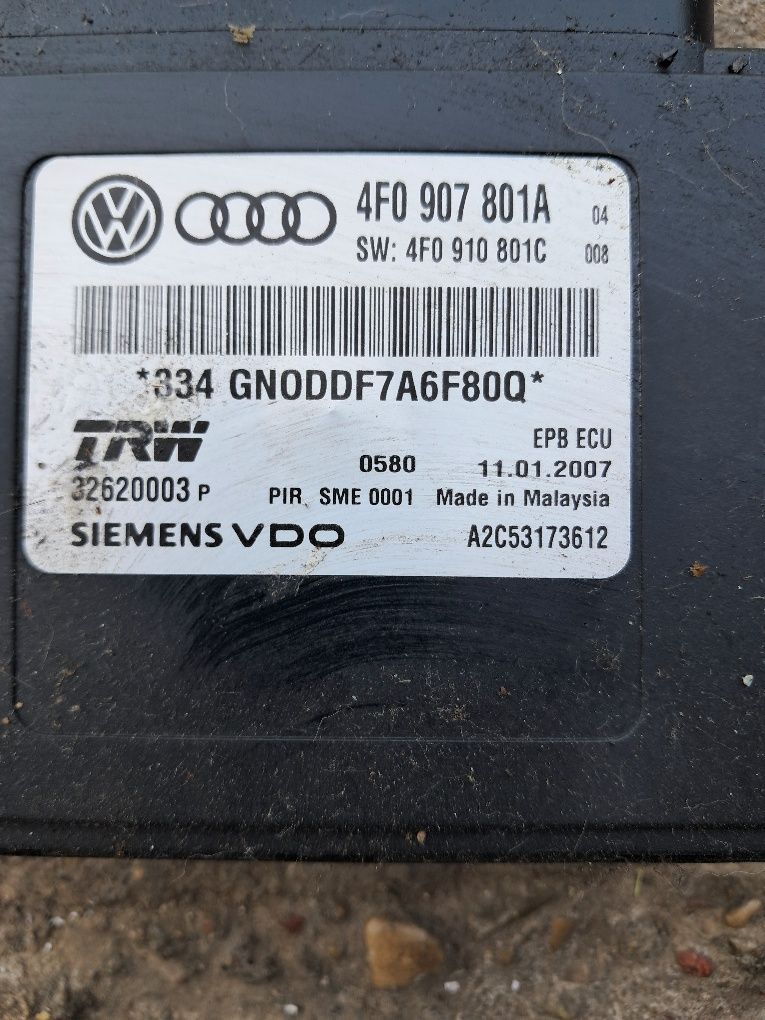 4F0 907 801A 04
SW: 4F0 910 801C 008
*334 GNODDF7A6F80Q*
TRW EPB ECU
0580 11.01.2007
32620003 P PIR SME 0001 Made in Malaysia
SIEMENS VDO A2C53173612